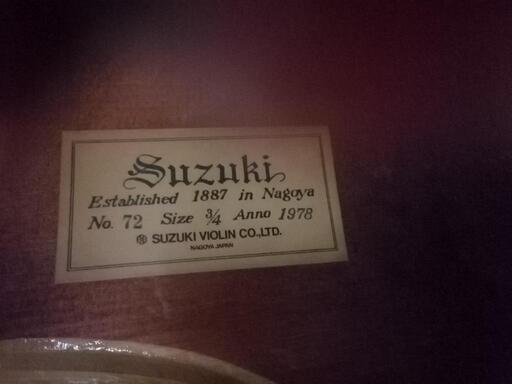 Suzuki
Established 1887 in Nagoya
No. 72 Size 3/4 Anno 1978
SUZUKI VIOLIN CO.,LTD.
NAGOYA JAPAN